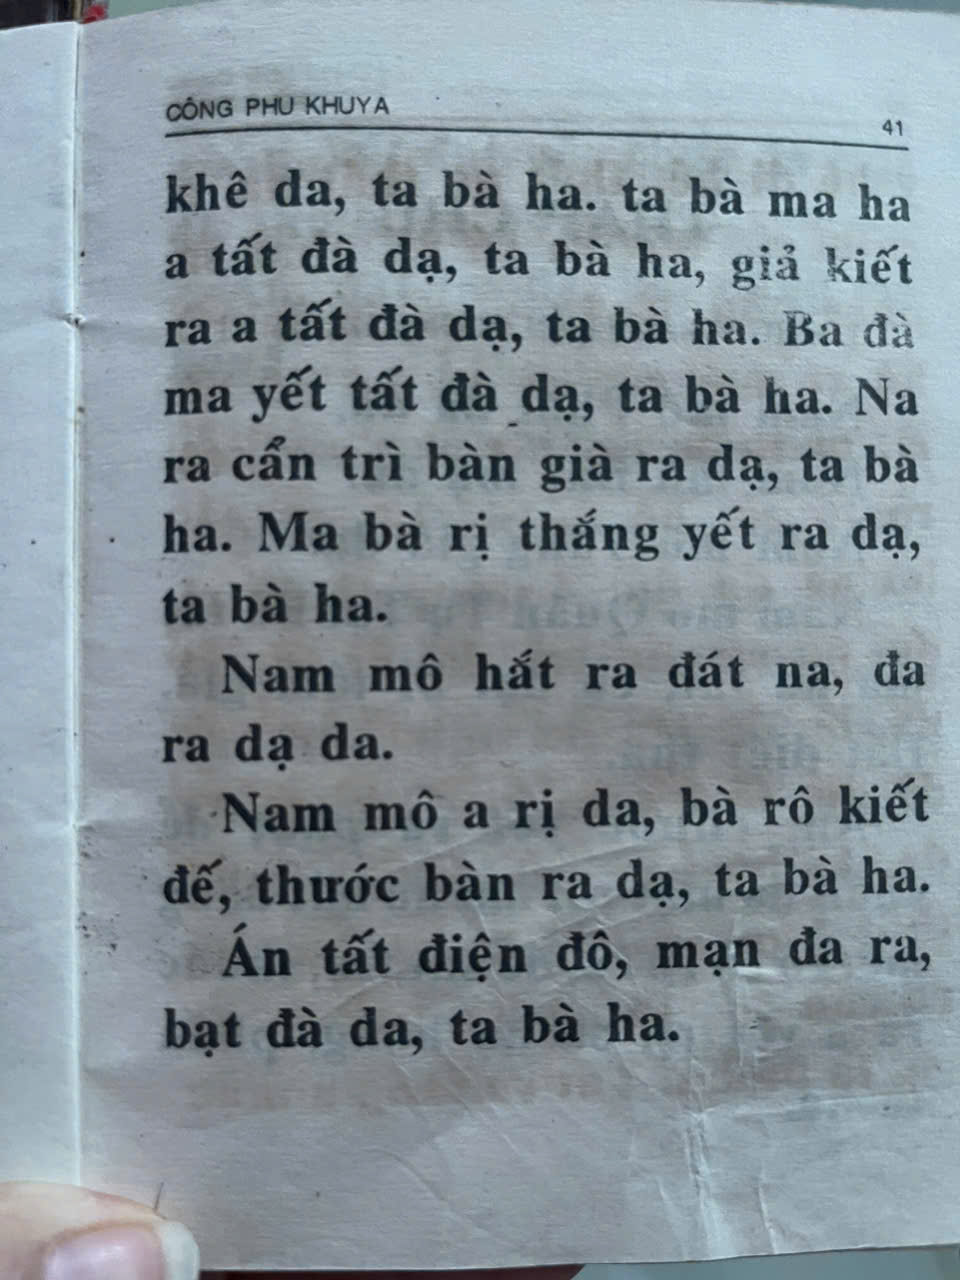 CÔNG PHU KHUYA
41
khê da, ta bà ha. ta bà ma ha
a tất đà dạ, ta bà ha, giả kiết
ra a tất đà dạ, ta bà ha. Ba đà
ma yết tất đà dạ, ta bà ha. Na
ra cẩn trì bàn già ra dạ, ta bà
ha. Ma bà rị thắng yết ra dạ,
ta bà ha.
Nam mô hắt ra đát na, đa
ra dạ da.
Nam mô a rị da, bà rô kiết
đế, thước bàn ra dạ, ta bà ha.
Án tất điện đô, mạn đa ra,
bạt đà da, ta bà ha.